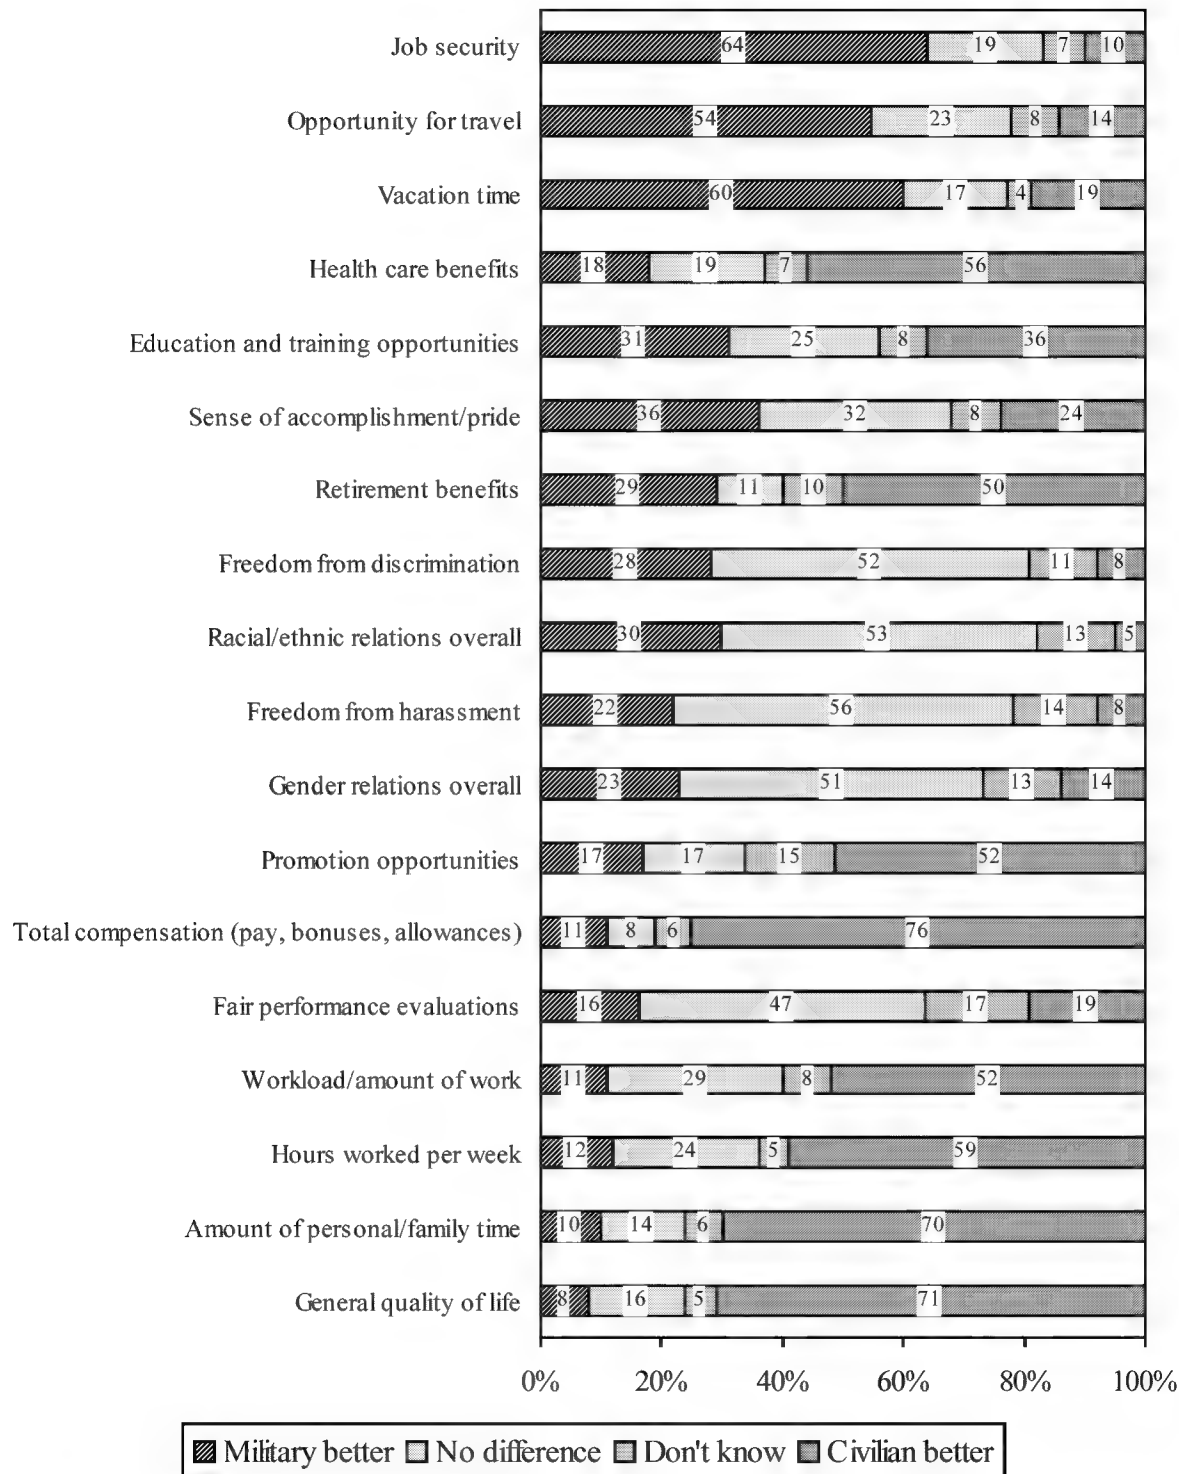 Job security 64 19 7 10
Opportunity for travel 54 23 8 14
Vacation time 60 17 4 19
Health care benefits 18 19 7 56
Education and training opportunities 31 25 8 36
Sense of accomplishment/pride 36 32 8 24
Retirement benefits 29 11 10 50
Freedom from discrimination 28 52 11 8
Racial/ethnic relations overall 30 53 13 5
Freedom from harassment 22 56 14 8
Gender relations overall 23 51 13 14
Promotion opportunities 17 17 15 52
Total compensation (pay, bonuses, allowances) 11 8 6 76
Fair performance evaluations 16 47 17 19
Workload/amount of work 11 29 8 52
Hours worked per week 12 24 5 59
Amount of personal/family time 10 14 6 70
General quality of life 8 16 5 71
0% 20% 40% 60% 80% 100%
Military better No difference Don't know Civilian better